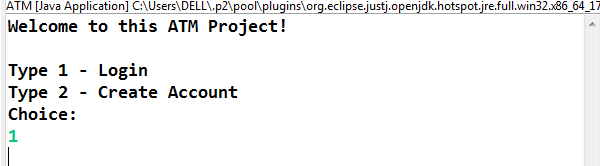 ATM [Java Application] C:\Users\DELL\.p2\pool\plugins\org.eclipse.justj.openjdk.hotspot.jre.full.win32.x86_64_17
Welcome to this ATM Project!
Type 1 - Login
Type 2 - Create Account
Choice:
1